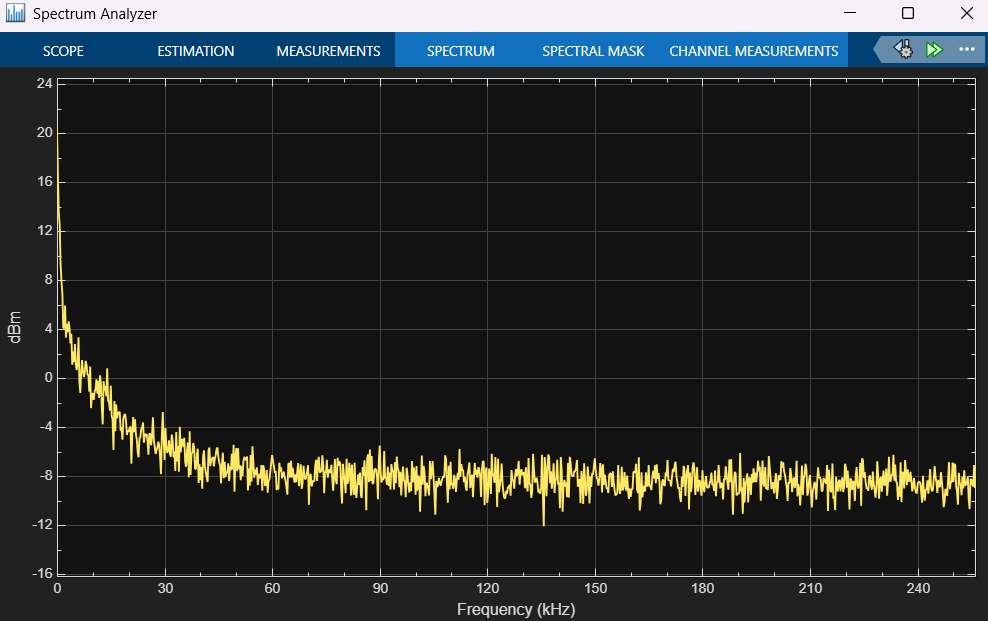 Spectrum Analyzer
SCOPE ESTIMATION MEASUREMENTS SPECTRUM SPECTRAL MASK CHANNEL MEASUREMENTS
24
20
16
12
8
4
0
-4
-8
-12
-16
dBm
0 30 60 90 120 150 180 210 240
Frequency (kHz)